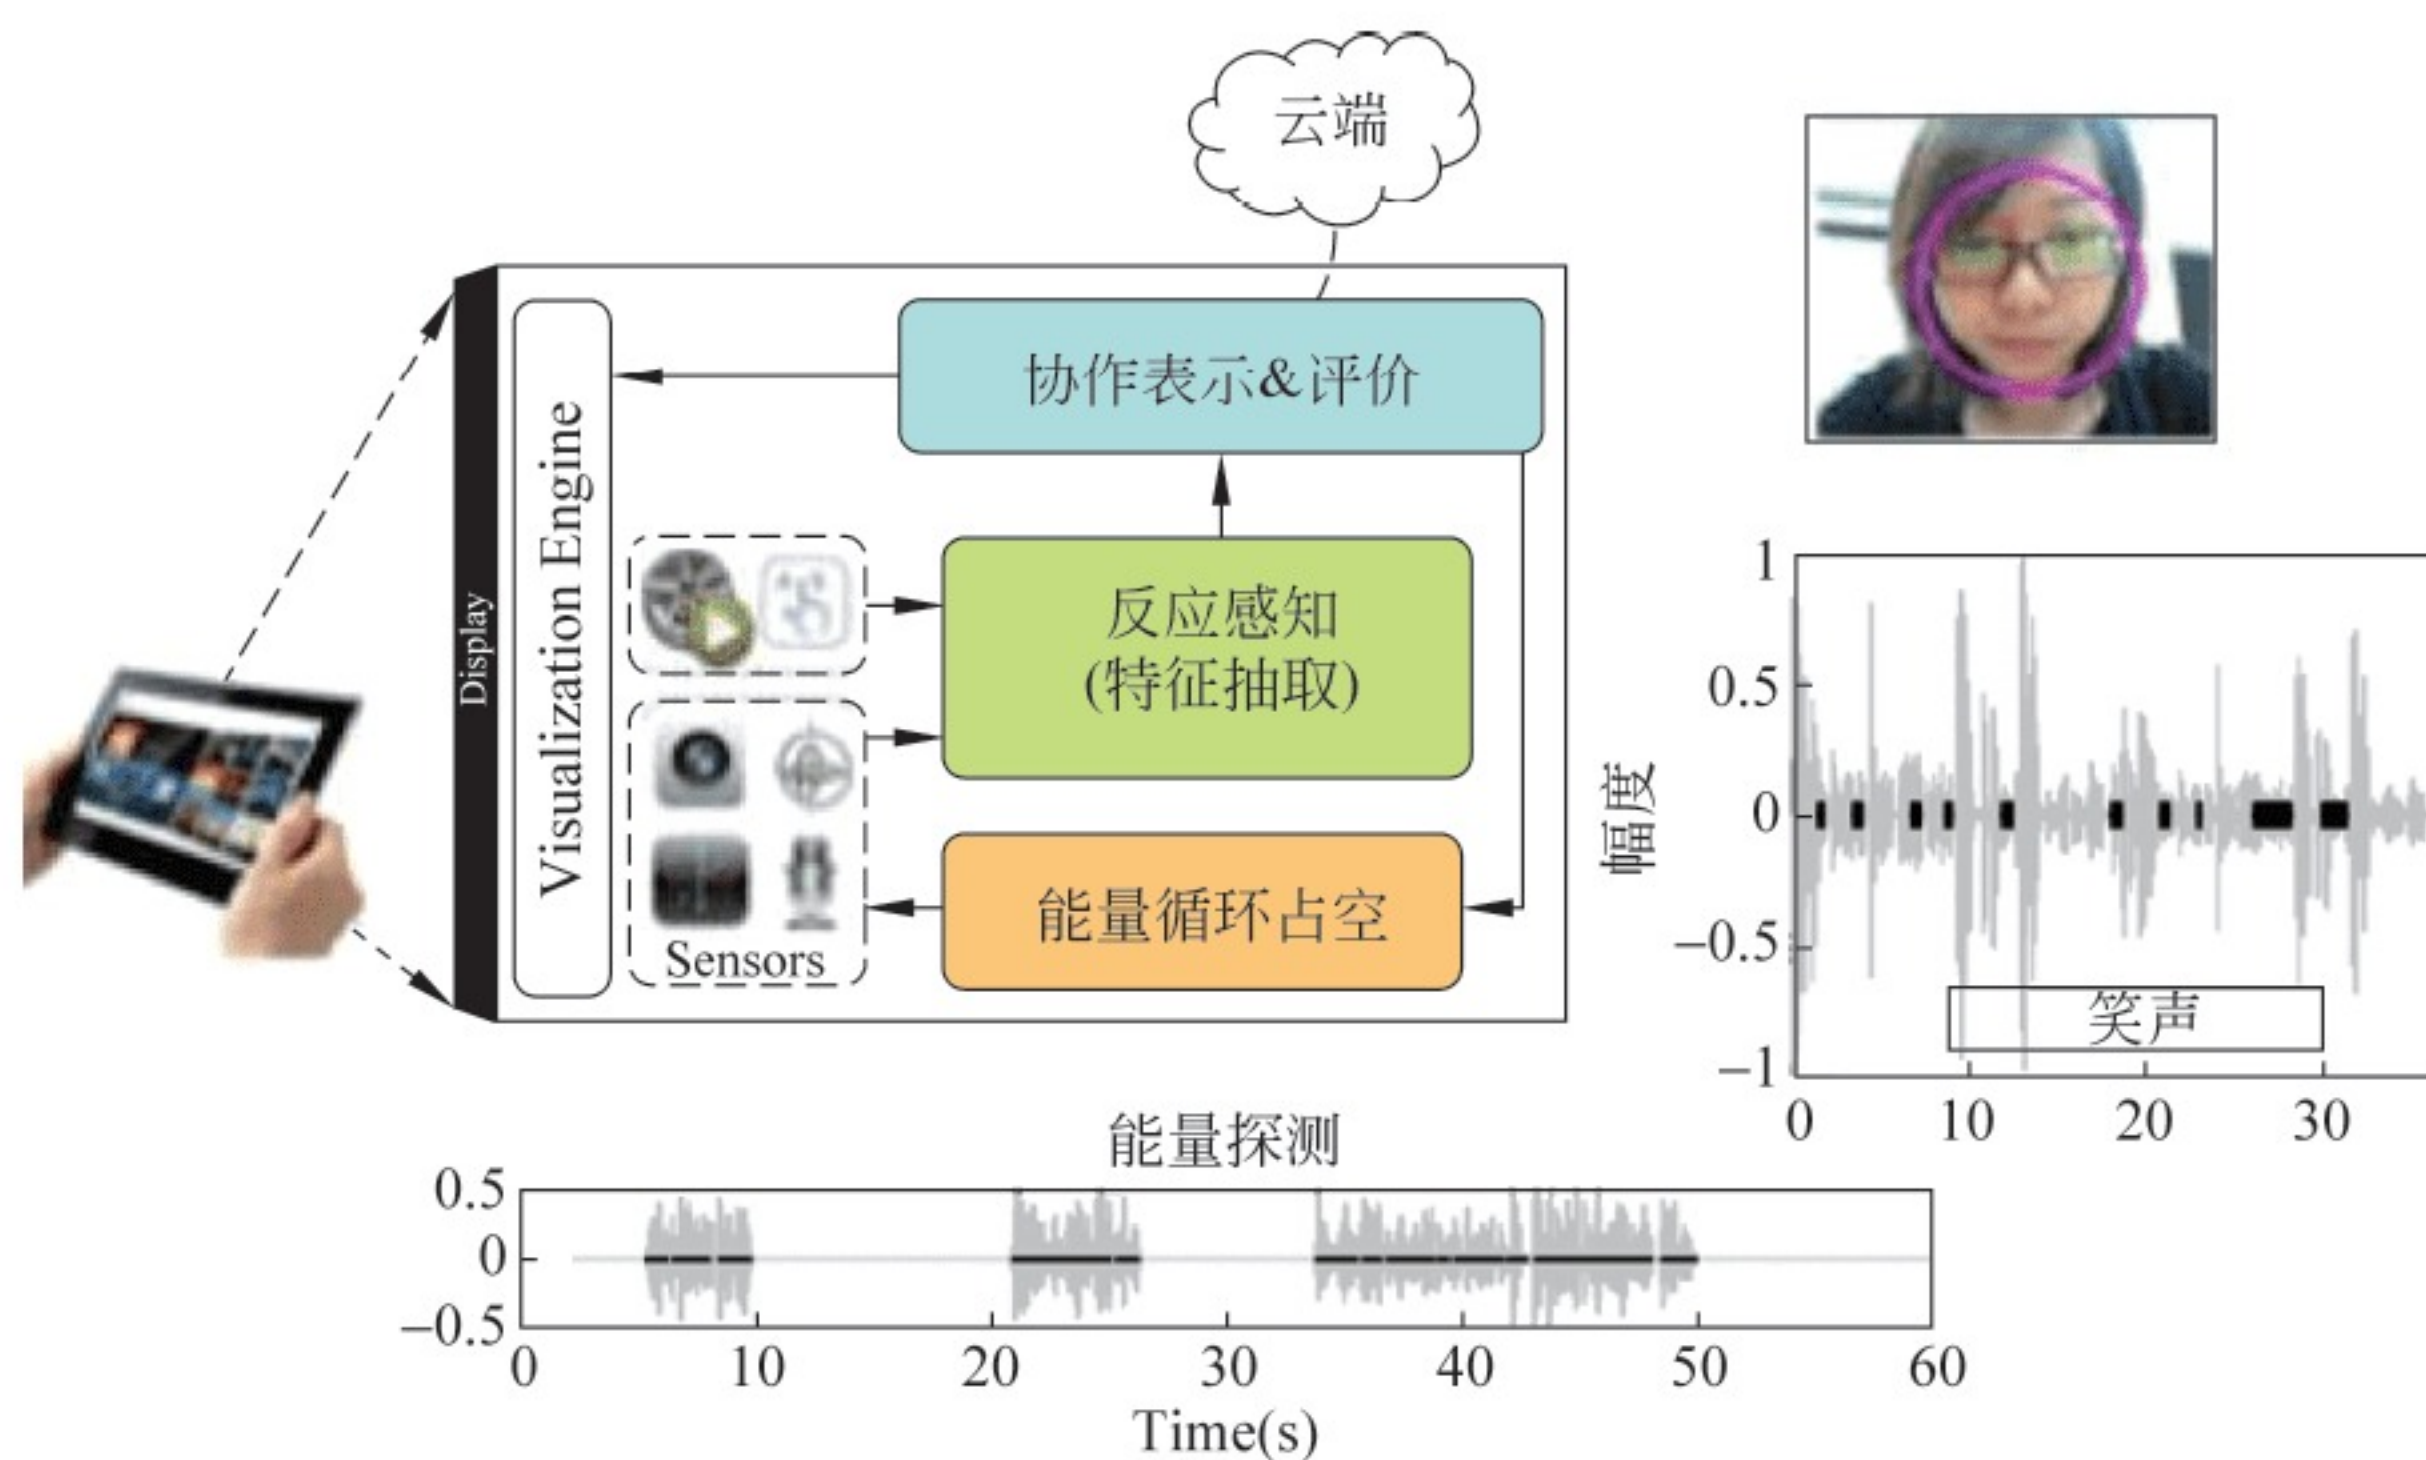 云端
协作表示&评价
Display
Visualization Engine
反应感知
(特征抽取)
能量循环占空
Sensors
幅度
1
0.5
0
−0.5
−1
笑声
0 10 20 30
能量探测
0.5
0
−0.5
0 10 20 30 40 50 60
Time(s)